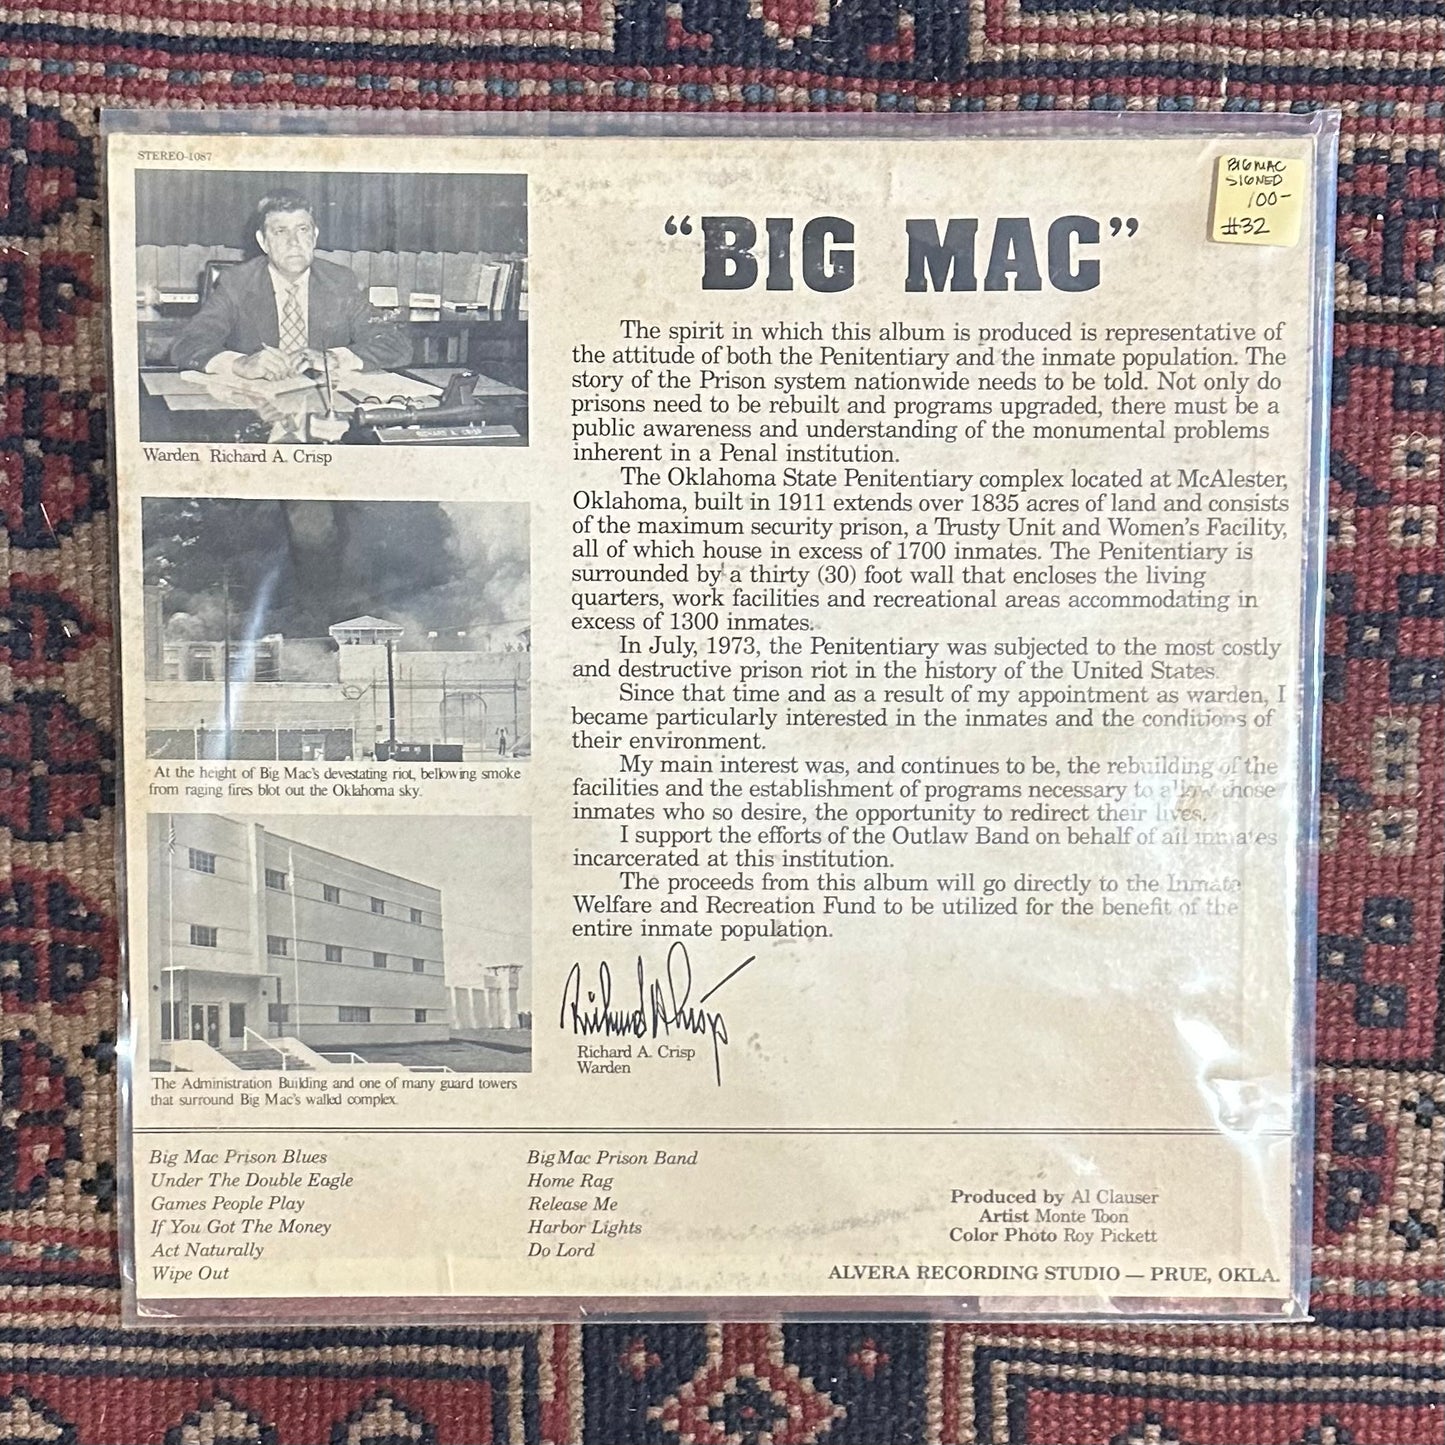 STEREO-1087
BIG MAC
SIGNED
100-
#32
RICHARD A. CRISP
Warden Richard A. Crisp
At the height of Big Mac's devestating riot, bellowing smoke
from raging fires blot out the Oklahoma sky.
The Administration Building and one of many guard towers
that surround Big Mac's walled complex.
"BIG MAC"
The spirit in which this album is produced is representative of
the attitude of both the Penitentiary and the inmate population. The
story of the Prison system nationwide needs to be told. Not only do
prisons need to be rebuilt and programs upgraded, there must be a
public awareness and understanding of the monumental problems
inherent in a Penal institution.
The Oklahoma State Penitentiary complex located at McAlester,
Oklahoma, built in 1911 extends over 1835 acres of land and consists
of the maximum security prison, a Trusty Unit and Women's Facility,
all of which house in excess of 1700 inmates. The Penitentiary is
surrounded by a thirty (30) foot wall that encloses the living
quarters, work facilities and recreational areas accommodating in
excess of 1300 inmates.
In July, 1973, the Penitentiary was subjected to the most costly
and destructive prison riot in the history of the United States.
Since that time and as a result of my appointment as warden, I
became particularly interested in the inmates and the conditions of
their environment.
My main interest was, and continues to be, the rebuilding of the
facilities and the establishment of programs necessary to allow those
inmates who so desire, the opportunity to redirect their lives.
I support the efforts of the Outlaw Band on behalf of all inmates
incarcerated at this institution.
The proceeds from this album will go directly to the Inmate
Welfare and Recreation Fund to be utilized for the benefit of the
entire inmate population.
Richard A Crisp
Richard A. Crisp
Warden
Big Mac Prison Blues
Under The Double Eagle
Games People Play
If You Got The Money
Act Naturally
Wipe Out
Big Mac Prison Band
Home Rag
Release Me
Harbor Lights
Do Lord
Produced by Al Clauser
Artist Monte Toon
Color Photo Roy Pickett
ALVERA RECORDING STUDIO — PRUE, OKLA.